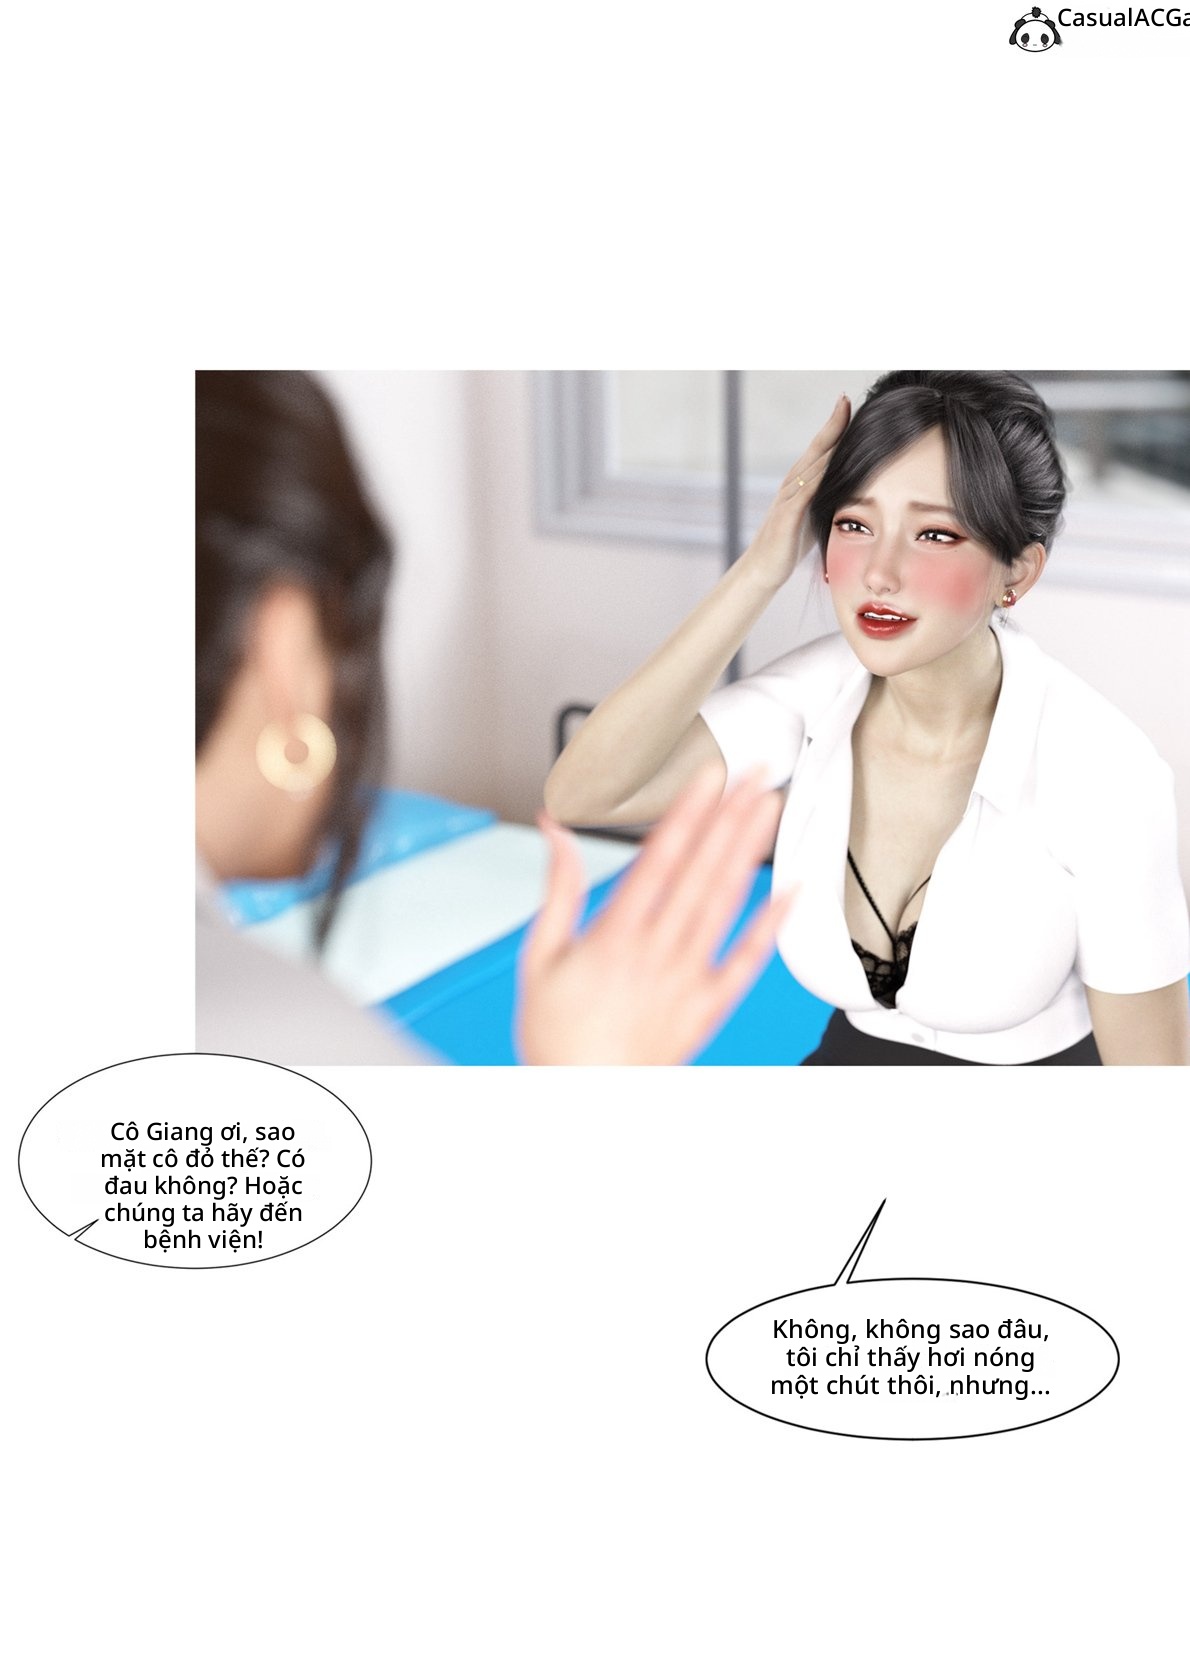 CasualACGa
Cô Giang ơi, sao
mặt cô đỏ thế? Có
đau không? Hoặc
chúng ta hãy đến
bệnh viện!
Không, không sao đâu,
tôi chỉ thấy hơi nóng
một chút thôi, nhưng...